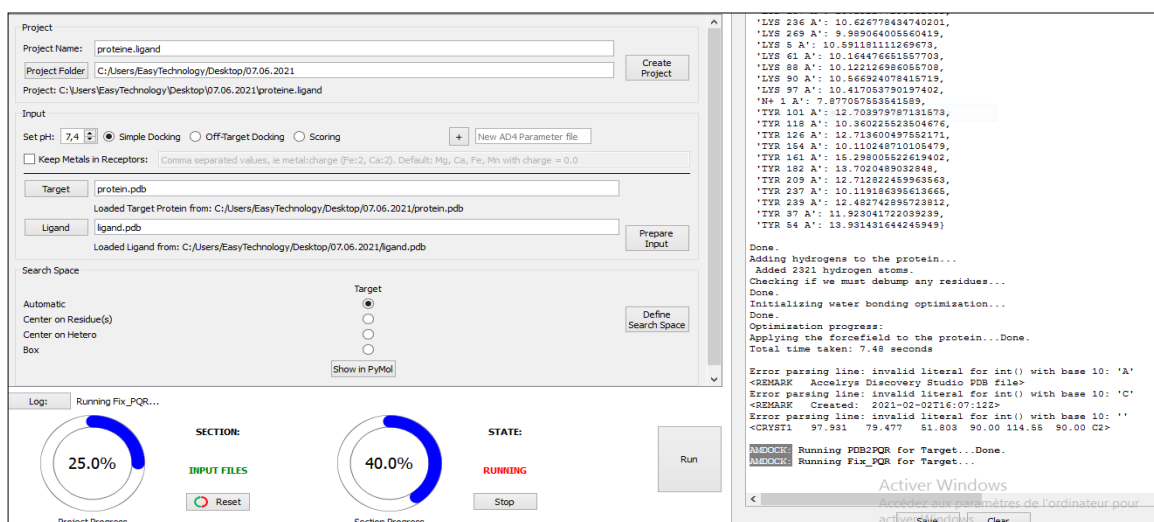 Project
Project Name: proteine.ligand
Project Folder C:/Users/EasyTechnology/Desktop/07.06.2021
Create Project
Project: C:\Users\EasyTechnology\Desktop\07.06.2021\proteine.ligand
Input
Set pH: 7,4 Simple Docking Off-Target Docking Scoring + New AD4 Parameter file
Keep Metals in Receptors: Comma separated values, ie metal:charge (Fe:2, Ca:2). Default: Mg, Ca, Fe, Mn with charge = 0.0
Target protein.pdb
Loaded Target Protein from: C:/Users/EasyTechnology/Desktop/07.06.2021/protein.pdb
Ligand ligand.pdb
Prepare Input
Loaded Ligand from: C:/Users/EasyTechnology/Desktop/07.06.2021/ligand.pdb
Search Space
Target
Automatic
Center on Residue(s)
Center on Hetero
Box
Define Search Space
Show in PyMol
Log: Running Fix_PQR...
SECTION:
25.0%
INPUT FILES
Reset
Project Progress
STATE:
40.0%
RUNNING
Stop
Section Progress
Run
'LYS 236 A': 10.626778434740201,
'LYS 269 A': 9.989064005560419,
'LYS 5 A': 10.591181111269673,
'LYS 61 A': 10.164476651557703,
'LYS 88 A': 10.122126986055708,
'LYS 90 A': 10.566924078415719,
'LYS 97 A': 10.417053790197402,
'N+ 1 A': 7.877057553541589,
'TYR 101 A': 12.703979787131573,
'TYR 118 A': 10.360225523504676,
'TYR 126 A': 12.713600497552171,
'TYR 154 A': 10.110248710105479,
'TYR 161 A': 15.298005522619402,
'TYR 182 A': 13.7020489032848,
'TYR 209 A': 12.712822459963563,
'TYR 237 A': 10.119186395613665,
'TYR 239 A': 12.482742895723812,
'TYR 37 A': 11.923041722039239,
'TYR 54 A': 13.931431644245949}
Done.
Adding hydrogens to the protein...
Added 2321 hydrogen atoms.
Checking if we must debump any residues...
Done.
Initializing water bonding optimization...
Done.
Optimization progress:
Applying the forcefield to the protein...Done.
Total time taken: 7.48 seconds
Error parsing line: invalid literal for int() with base 10: 'A'
<REMARK Accelrys Discovery Studio PDB file>
Error parsing line: invalid literal for int() with base 10: 'C'
<REMARK Created: 2021-02-02T16:07:12Z>
Error parsing line: invalid literal for int() with base 10: ''
<CRYST1 97.931 79.477 51.803 90.00 114.55 90.00 C2>
AMDOCK: Running PDB2PQR for Target...Done.
AMDOCK: Running Fix_PQR for Target...
Activer Windows
Accédez aux paramètres de l'ordinateur pour
activer Windows.
Save Clear